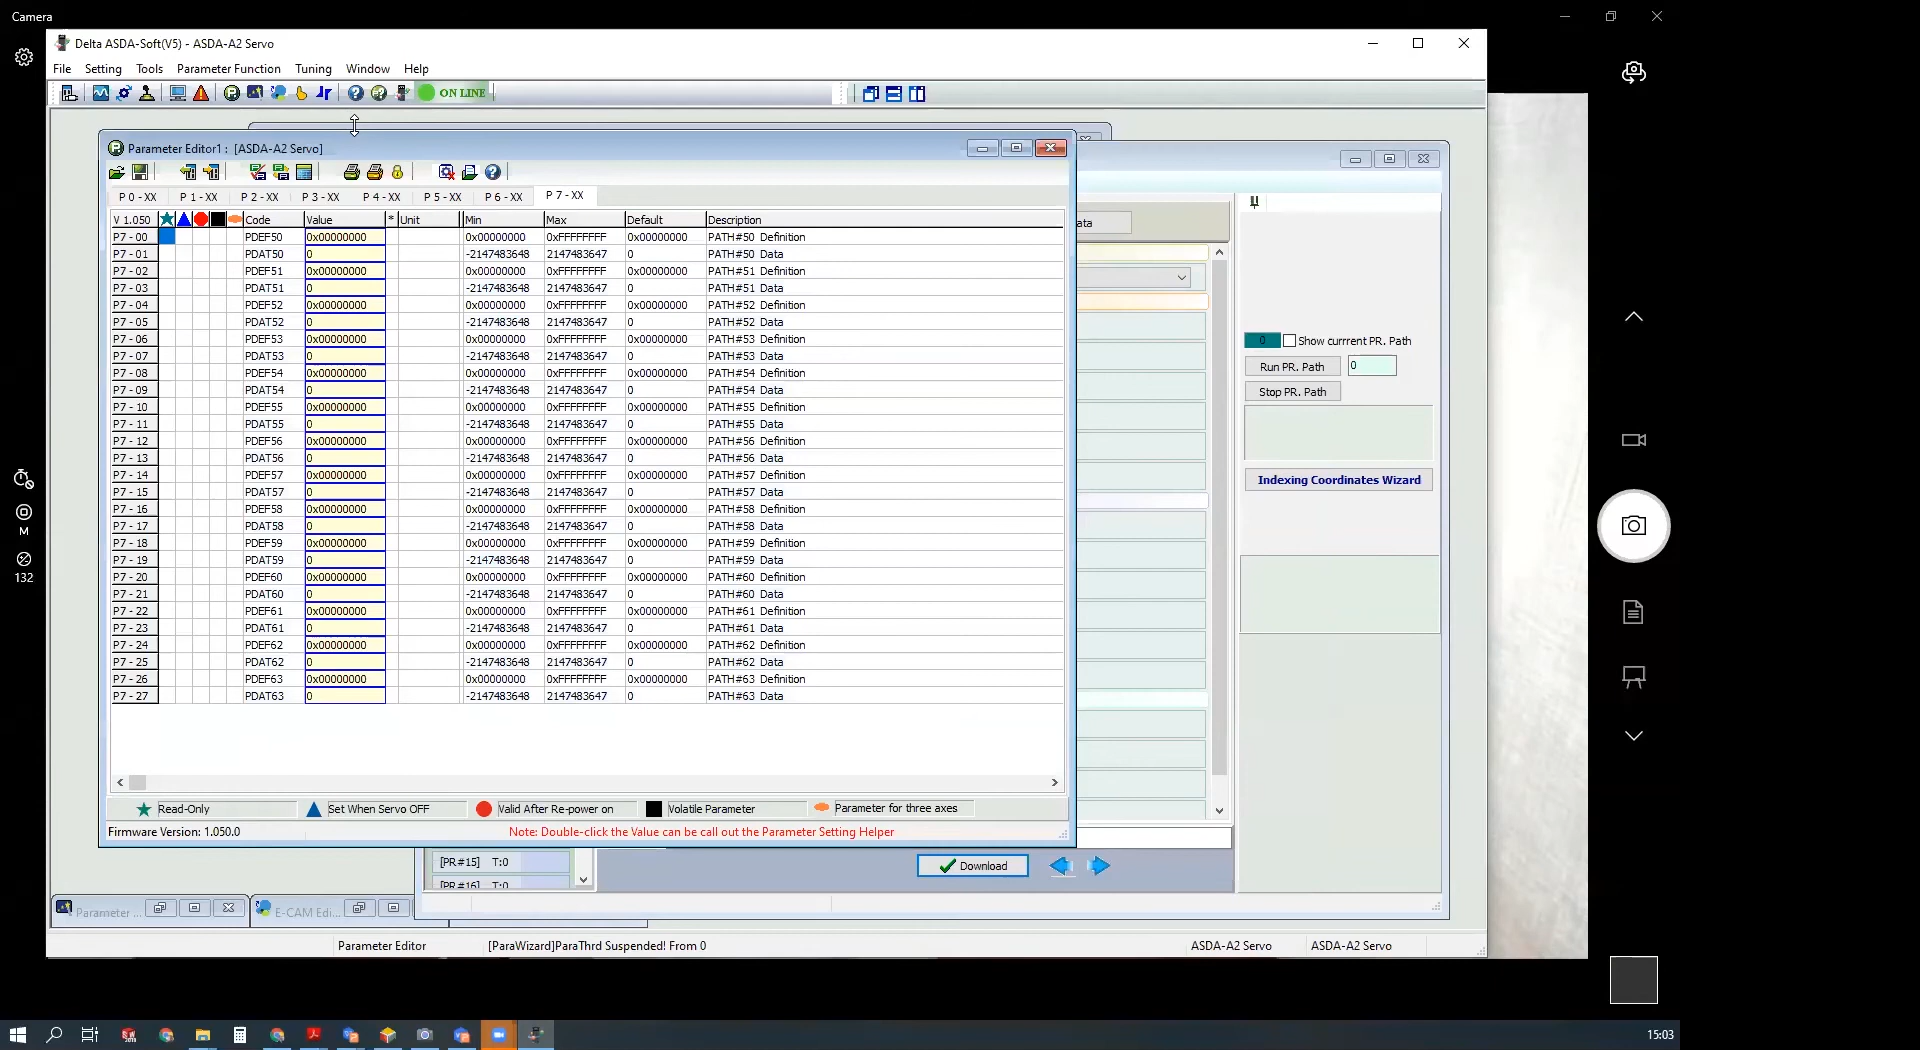 Camera
Delta ASDA-Soft(V5) - ASDA-A2 Servo
File Setting Tools Parameter Function Tuning Window Help
ON LINE
Parameter Editor1 : [ASDA-A2 Servo]
P 0 - XX P 1 - XX P 2 - XX P 3 - XX P 4 - XX P 5 - XX P 6 - XX P 7 - XX
V 1.050 Code Value * Unit Min Max Default Description
P7 - 00 PDEF50 0x00000000 0x00000000 0xFFFFFFFF 0x00000000 PATH#50 Definition
P7 - 01 PDAT50 0 -2147483648 2147483647 0 PATH#50 Data
P7 - 02 PDEF51 0x00000000 0x00000000 0xFFFFFFFF 0x00000000 PATH#51 Definition
P7 - 03 PDAT51 0 -2147483648 2147483647 0 PATH#51 Data
P7 - 04 PDEF52 0x00000000 0x00000000 0xFFFFFFFF 0x00000000 PATH#52 Definition
P7 - 05 PDAT52 0 -2147483648 2147483647 0 PATH#52 Data
P7 - 06 PDEF53 0x00000000 0x00000000 0xFFFFFFFF 0x00000000 PATH#53 Definition
P7 - 07 PDAT53 0 -2147483648 2147483647 0 PATH#53 Data
P7 - 08 PDEF54 0x00000000 0x00000000 0xFFFFFFFF 0x00000000 PATH#54 Definition
P7 - 09 PDAT54 0 -2147483648 2147483647 0 PATH#54 Data
P7 - 10 PDEF55 0x00000000 0x00000000 0xFFFFFFFF 0x00000000 PATH#55 Definition
P7 - 11 PDAT55 0 -2147483648 2147483647 0 PATH#55 Data
P7 - 12 PDEF56 0x00000000 0x00000000 0xFFFFFFFF 0x00000000 PATH#56 Definition
P7 - 13 PDAT56 0 -2147483648 2147483647 0 PATH#56 Data
P7 - 14 PDEF57 0x00000000 0x00000000 0xFFFFFFFF 0x00000000 PATH#57 Definition
P7 - 15 PDAT57 0 -2147483648 2147483647 0 PATH#57 Data
P7 - 16 PDEF58 0x00000000 0x00000000 0xFFFFFFFF 0x00000000 PATH#58 Definition
P7 - 17 PDAT58 0 -2147483648 2147483647 0 PATH#58 Data
P7 - 18 PDEF59 0x00000000 0x00000000 0xFFFFFFFF 0x00000000 PATH#59 Definition
P7 - 19 PDAT59 0 -2147483648 2147483647 0 PATH#59 Data
P7 - 20 PDEF60 0x00000000 0x00000000 0xFFFFFFFF 0x00000000 PATH#60 Definition
P7 - 21 PDAT60 0 -2147483648 2147483647 0 PATH#60 Data
P7 - 22 PDEF61 0x00000000 0x00000000 0xFFFFFFFF 0x00000000 PATH#61 Definition
P7 - 23 PDAT61 0 -2147483648 2147483647 0 PATH#61 Data
P7 - 24 PDEF62 0x00000000 0x00000000 0xFFFFFFFF 0x00000000 PATH#62 Definition
P7 - 25 PDAT62 0 -2147483648 2147483647 0 PATH#62 Data
P7 - 26 PDEF63 0x00000000 0x00000000 0xFFFFFFFF 0x00000000 PATH#63 Definition
P7 - 27 PDAT63 0 -2147483648 2147483647 0 PATH#63 Data
Read-Only Set When Servo OFF Valid After Re-power on Volatile Parameter Parameter for three axes
Firmware Version: 1.050.0 Note: Double-click the Value can be call out the Parameter Setting Helper
ata
0 Show currrent PR. Path
Run PR. Path 0
Stop PR. Path
Indexing Coordinates Wizard
[PR#15] T:0
[PR#16] T:0
Download
Parameter ... E-CAM Edi...
Parameter Editor [ParaWizard]ParaThrd Suspended! From 0 ASDA-A2 Servo ASDA-A2 Servo
M
132
15:03